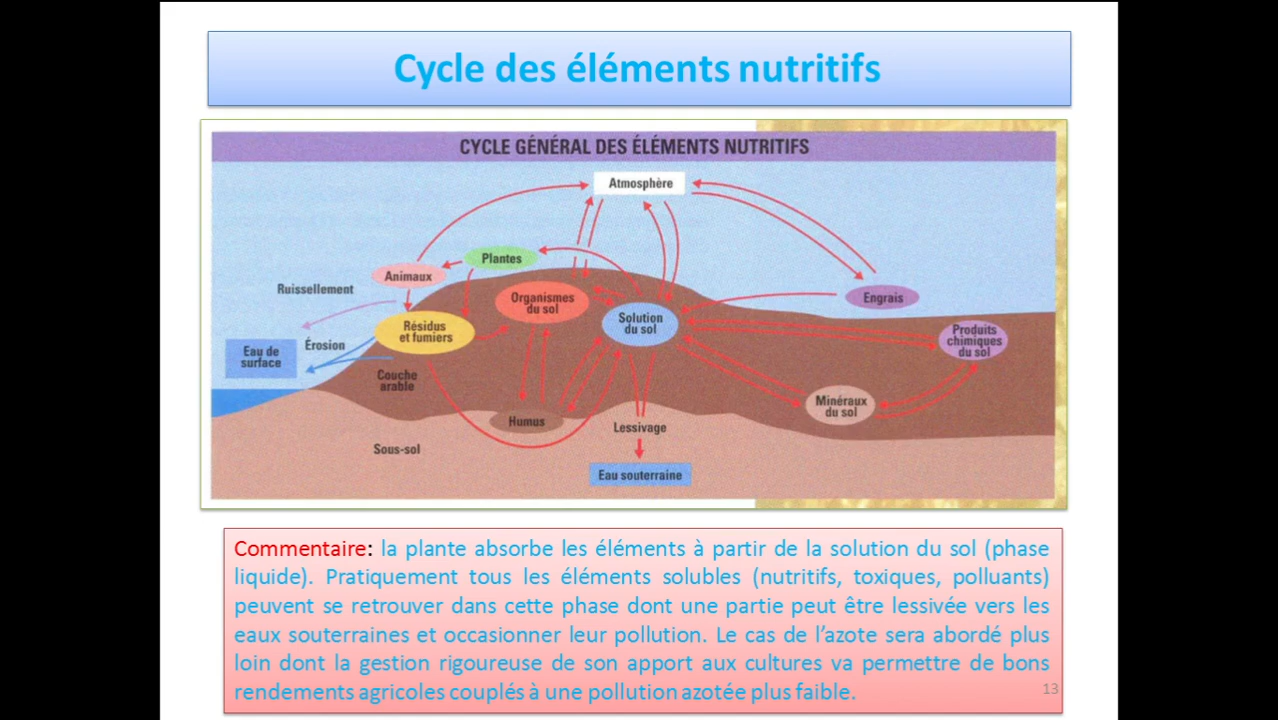 Cycle des éléments nutritifs
CYCLE GÉNÉRAL DES ÉLÉMENTS NUTRITIFS
Atmosphère
Plantes
Animaux
Ruissellement
Organismes
du sol
Engrais
Solution
du sol
Résidus
et fumiers
Produits
chimiques
du sol
Érosion
Eau de
surface
Couche
arable
Minéraux
du sol
Humus
Lessivage
Sous-sol
Eau souterraine
Commentaire: la plante absorbe les éléments à partir de la solution du sol (phase
liquide). Pratiquement tous les éléments solubles (nutritifs, toxiques, polluants)
peuvent se retrouver dans cette phase dont une partie peut être lessivée vers les
eaux souterraines et occasionner leur pollution. Le cas de l’azote sera abordé plus
loin dont la gestion rigoureuse de son apport aux cultures va permettre de bons
rendements agricoles couplés à une pollution azotée plus faible.
13